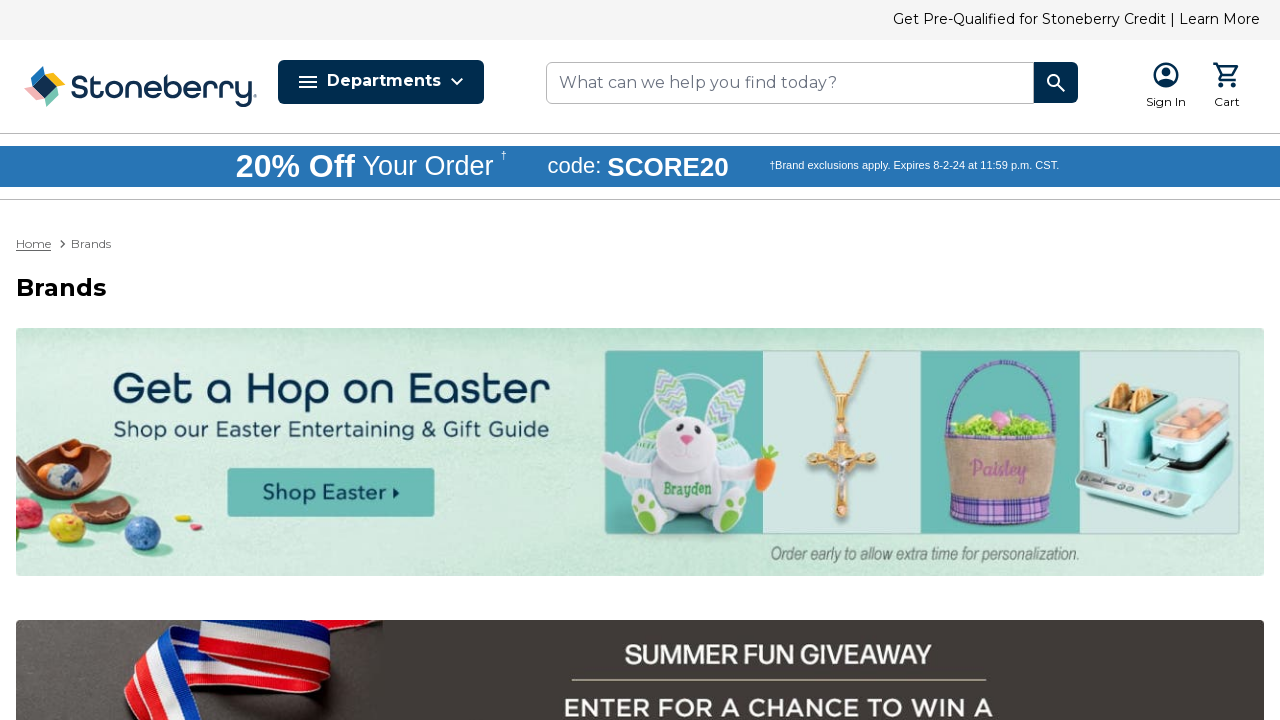 Get Pre-Qualified for Stoneberry Credit | Learn More
Stoneberry®
Departments
What can we help you find today?
Sign In
Cart
20% Off Your Order † code: SCORE20 †Brand exclusions apply. Expires 8-2-24 at 11:59 p.m. CST.
Home > Brands
Brands
Get a Hop on Easter
Shop our Easter Entertaining & Gift Guide
Shop Easter
Brayden
Paisley
Order early to allow extra time for personalization.
SUMMER FUN GIVEAWAY
ENTER FOR A CHANCE TO WIN A